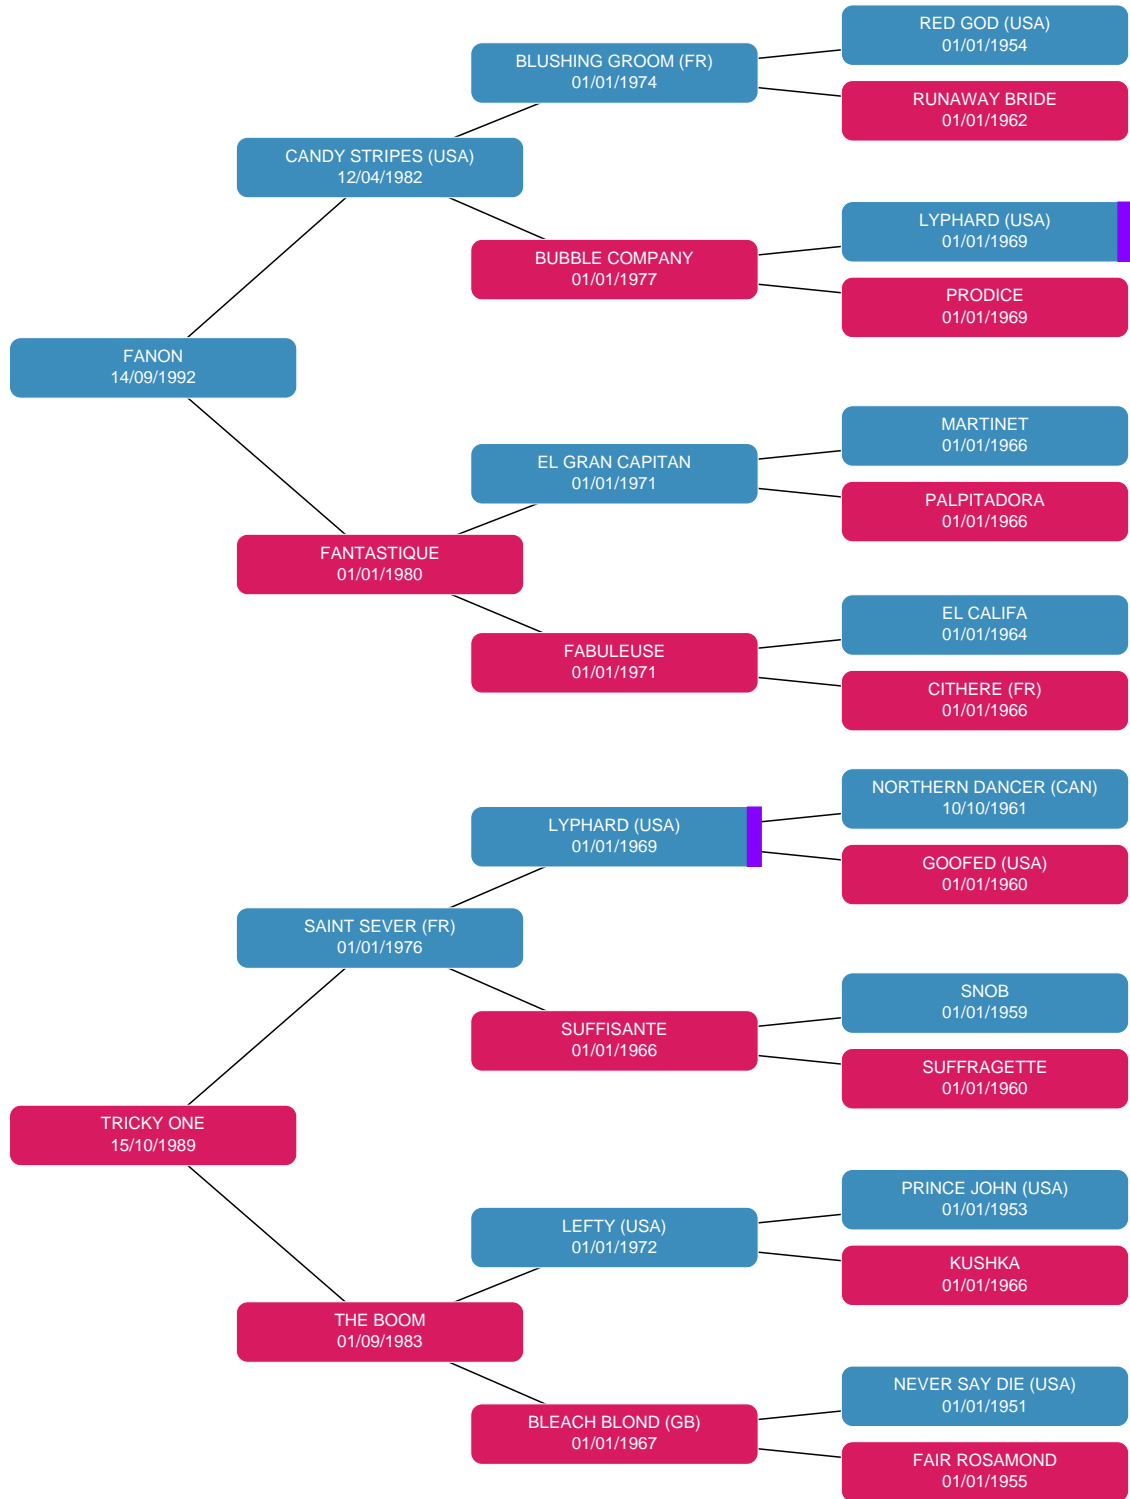 RED GOD (USA)
01/01/1954
BLUSHING GROOM (FR)
01/01/1974
RUNAWAY BRIDE
01/01/1962
CANDY STRIPES (USA)
12/04/1982
LYPHARD (USA)
01/01/1969
BUBBLE COMPANY
01/01/1977
PRODICE
01/01/1969
FANON
14/09/1992
MARTINET
01/01/1966
EL GRAN CAPITAN
01/01/1971
PALPITADORA
01/01/1966
FANTASTIQUE
01/01/1980
EL CALIFA
01/01/1964
FABULEUSE
01/01/1971
CITHERE (FR)
01/01/1966
NORTHERN DANCER (CAN)
10/10/1961
LYPHARD (USA)
01/01/1969
GOOFED (USA)
01/01/1960
SAINT SEVER (FR)
01/01/1976
SNOB
01/01/1959
SUFFISANTE
01/01/1966
SUFFRAGETTE
01/01/1960
TRICKY ONE
15/10/1989
PRINCE JOHN (USA)
01/01/1953
LEFTY (USA)
01/01/1972
KUSHKA
01/01/1966
THE BOOM
01/09/1983
NEVER SAY DIE (USA)
01/01/1951
BLEACH BLOND (GB)
01/01/1967
FAIR ROSAMOND
01/01/1955